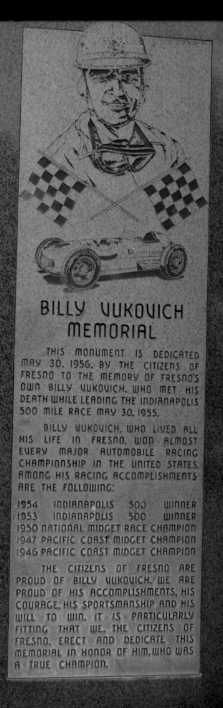 BILLY VUKOVICH
MEMORIAL
THIS MONUMENT IS DEDICATED
MAY 30, 1956, BY THE CITIZENS OF
FRESNO TO THE MEMORY OF FRESNO'S
OWN BILLY VUKOVICH, WHO MET HIS
DEATH WHILE LEADING THE INDIANAPOLIS
500 MILE RACE MAY 30, 1955.
BILLY VUKOVICH, WHO LIVED ALL
HIS LIFE IN FRESNO, WON ALMOST
EVERY MAJOR AUTOMOBILE RACING
CHAMPIONSHIP IN THE UNITED STATES.
AMONG HIS RACING ACCOMPLISHMENTS
ARE THE FOLLOWING:
1954 INDIANAPOLIS 500 WINNER
1953 INDIANAPOLIS 500 WINNER
1950 NATIONAL MIDGET RACE CHAMPION
1947 PACIFIC COAST MIDGET CHAMPION
1946 PACIFIC COAST MIDGET CHAMPION
THE CITIZENS OF FRESNO ARE
PROUD OF BILLY VUKOVICH. WE ARE
PROUD OF HIS ACCOMPLISHMENTS, HIS
COURAGE, HIS SPORTSMANSHIP AND HIS
WILL TO WIN. IT IS PARTICULARLY
FITTING THAT WE, THE CITIZENS OF
FRESNO, ERECT AND DEDICATE THIS
MEMORIAL IN HONOR OF HIM, WHO WAS
A TRUE CHAMPION.